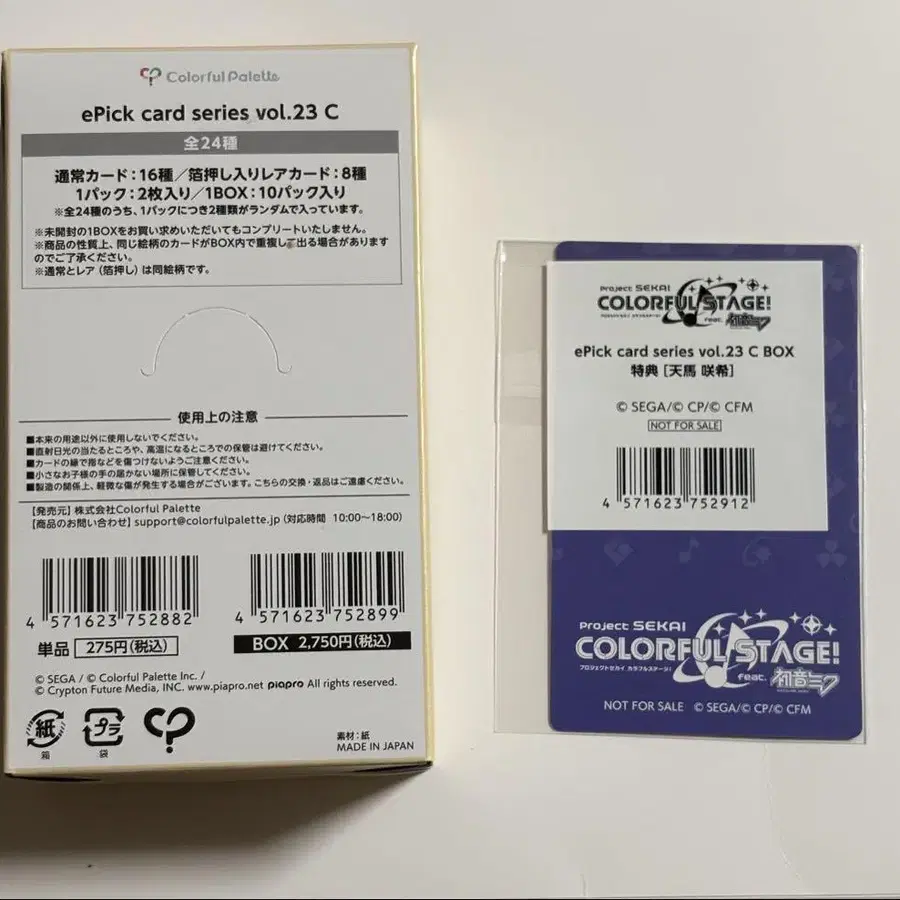 Colorful Palette
ePick card series vol.23 C
全24種
通常カード：16種／箔押し入りレアカード：8種
1パック：2枚入り／1BOX：10パック入り
※全24種のうち、1パックにつき2種類がランダムで入っています。
※未開封の1BOXをお買い求めいただいてもコンプリートいたしません。
※商品の性質上、同じ絵柄のカードがBOX内で重複して出る場合があります
のでご了承ください。
※通常とレア（箔押し）は同絵柄です。
使用上の注意
■本来の用途以外に使用しないでください。
■直射日光の当たるところや、高温になるところでの保管は避けてください。
■カードの縁で指などを傷つけないようご注意ください。
■小さなお子様の手の届かない場所に保管してください。
■製造の関係上、軽微な傷が発生する場合がございます。こちらの交換・返品はご遠慮ください。
【発売元】株式会社Colorful Palette
【商品のお問い合わせ】support@colorfulpalette.jp（対応時間 10:00〜18:00）
4 571623 752882
4 571623 752899
単品 275円（税込）
BOX 2,750円（税込）
© SEGA / © Colorful Palette Inc. /
© Crypton Future Media, INC. www.piapro.net piapro All rights reserved.
紙
箱
プラ
袋
素材：紙
MADE IN JAPAN
Project SEKAI
COLORFUL STAGE!
feat. 初音ミク
ePick card series vol.23 C BOX
特典［天馬 咲希］
© SEGA/© CP/© CFM
NOT FOR SALE
4 571623 752912
Project SEKAI
COLORFUL STAGE!
プロジェクトセカイ カラフルステージ！
feat. 初音ミク
NOT FOR SALE © SEGA/© CP/© CFM